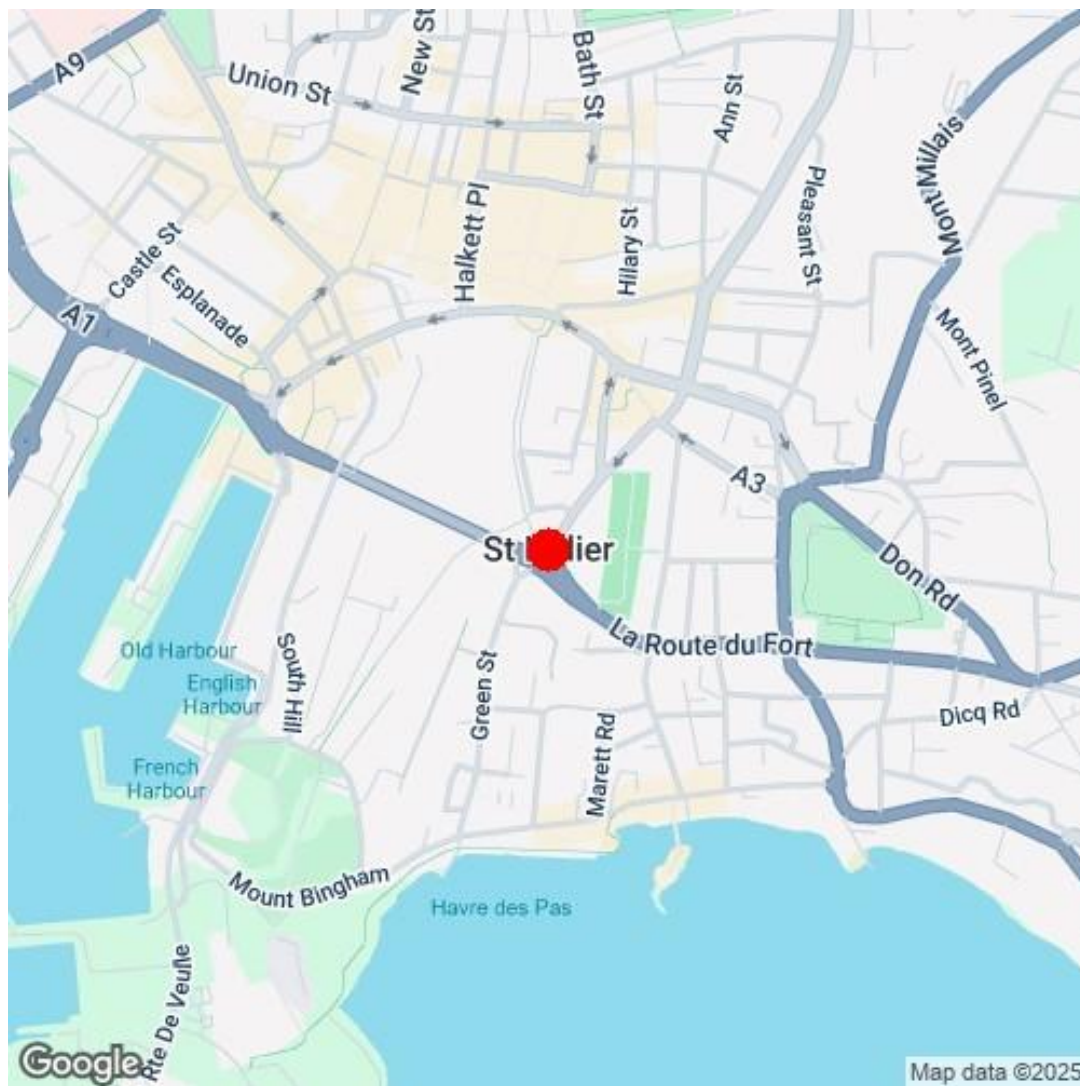 A9
Union St
New St
Bath St
Ann St
Mont Millais
Pleasant St
Halkett Pl
Hilary St
Castle St
Esplanade
A1
Mont Pinel
A3
St
lier
Don Rd
La Route du Fort
Old Harbour
English
Harbour
South Hill
Green St
Dicq Rd
Marett Rd
French
Harbour
Mount Bingham
Havre des Pas
Rte De
Google
Map data ©2025